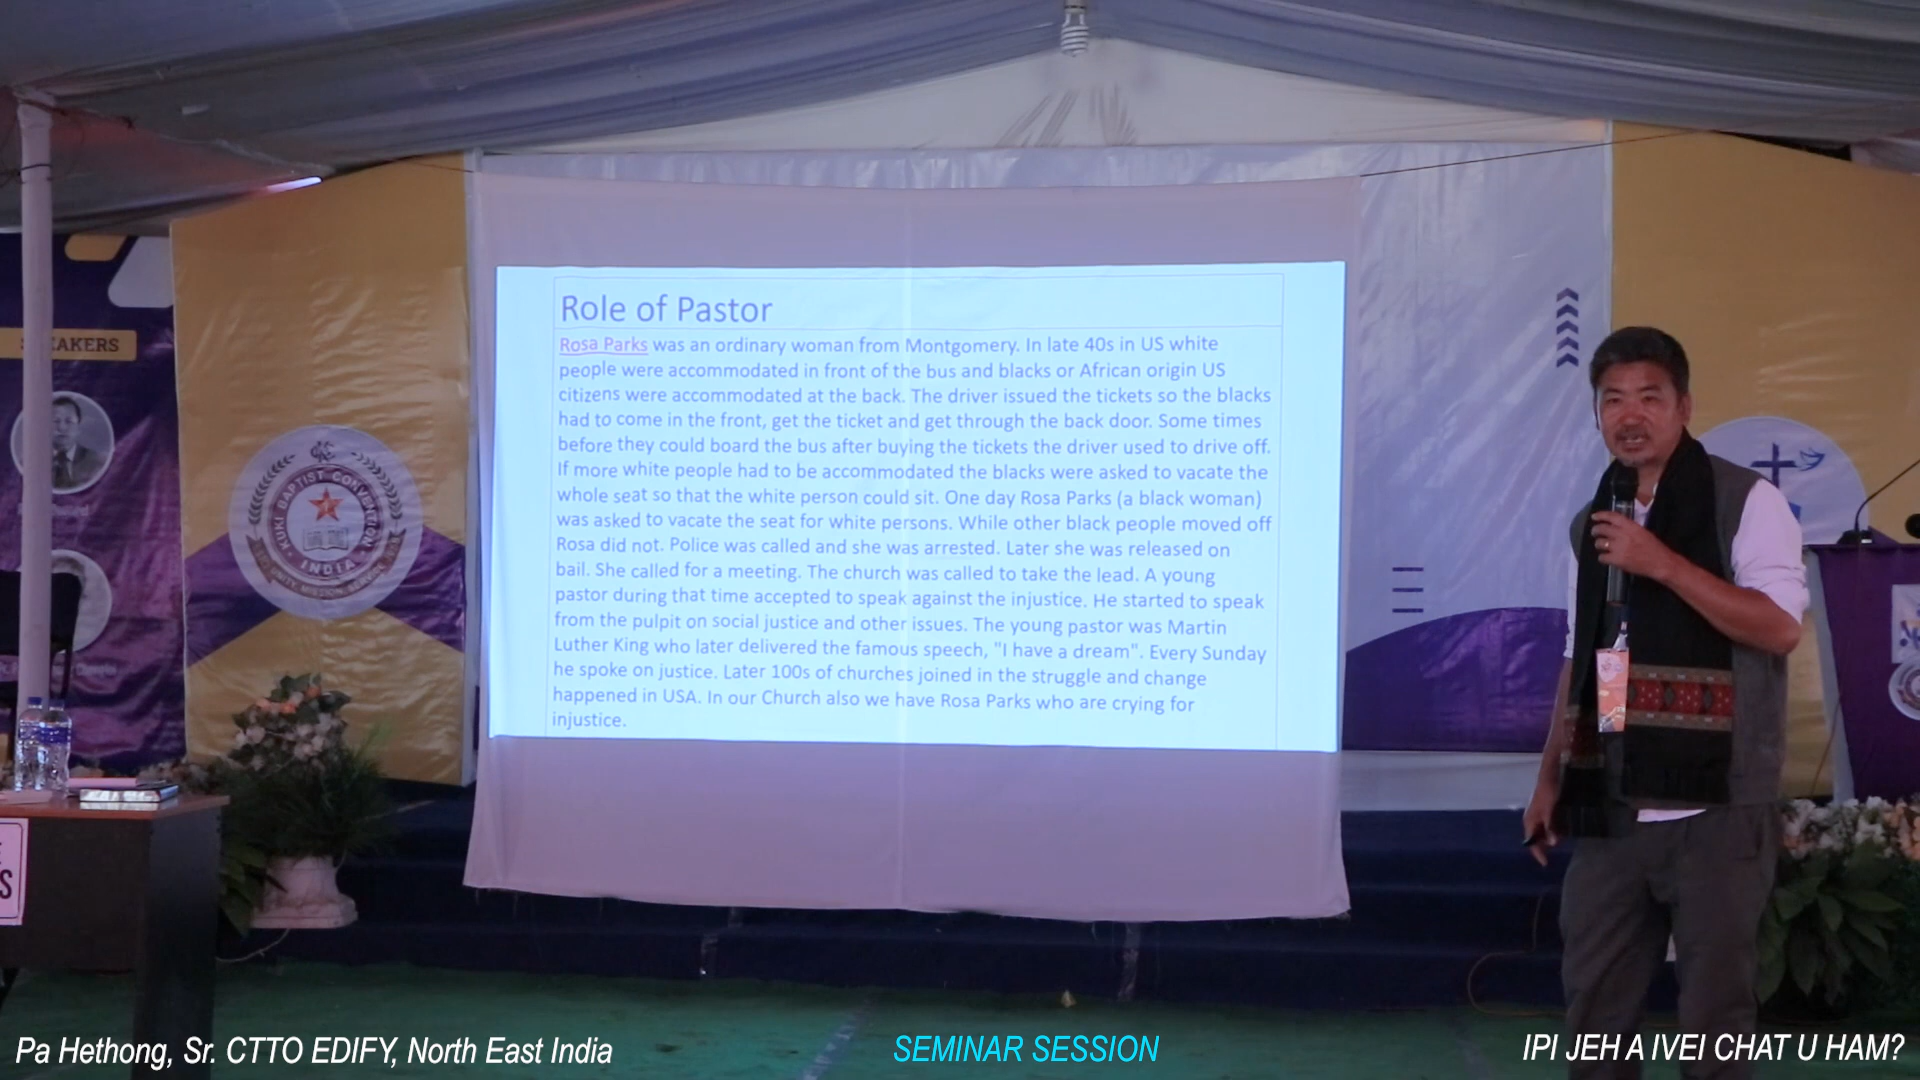 Role of Pastor
Rosa Parks was an ordinary woman from Montgomery. In late 40s in US white
people were accommodated in front of the bus and blacks or African origin US
citizens were accommodated at the back. The driver issued the tickets so the blacks
had to come in the front, get the ticket and get through the back door. Some times
before they could board the bus after buying the tickets the driver used to drive off.
If more white people had to be accommodated the blacks were asked to vacate the
whole seat so that the white person could sit. One day Rosa Parks (a black woman)
was asked to vacate the seat for white persons. While other black people moved off
Rosa did not. Police was called and she was arrested. Later she was released on
bail. She called for a meeting. The church was called to take the lead. A young
pastor during that time accepted to speak against the injustice. He started to speak
from the pulpit on social justice and other issues. The young pastor was Martin
Luther King who later delivered the famous speech, "I have a dream". Every Sunday
he spoke on justice. Later 100s of churches joined in the struggle and change
happened in USA. In our Church also we have Rosa Parks who are crying for
injustice.
KUKI BAPTIST CONVENTION
INDIA
Pa Hethong, Sr. CTTO EDIFY, North East India
SEMINAR SESSION
IPI JEH A IVEI CHAT U HAM?